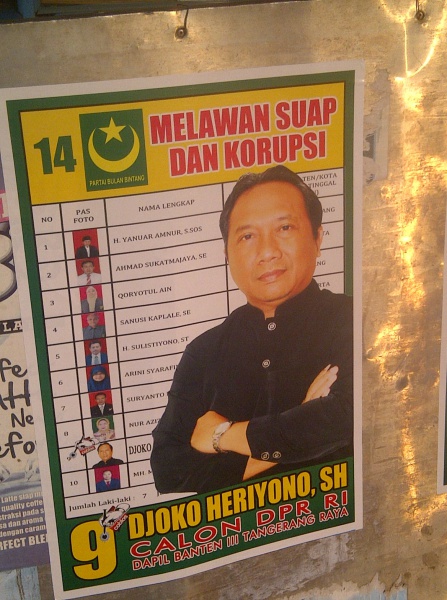 14
PARTAI BULAN BINTANG
MELAWAN SUAP
DAN KORUPSI
NO
PAS FOTO
NAMA LENGKAP
1
H. YANUAR AMNUR, S.SOS
2
AHMAD SUKATMAJAYA, SE
3
QORYOTUL AIN
4
SANUSI KAPLALE, SE
5
H. SULISTIYONO, ST
6
ARINI SYARAFI
7
SURYANTO
8
NUR AZI
DJOKO
10
MH. M
Jumlah Laki-laki : 7
9
DJOKO HERIYONO, SH
CALON DPR RI
DAPIL BANTEN III TANGERANG RAYA